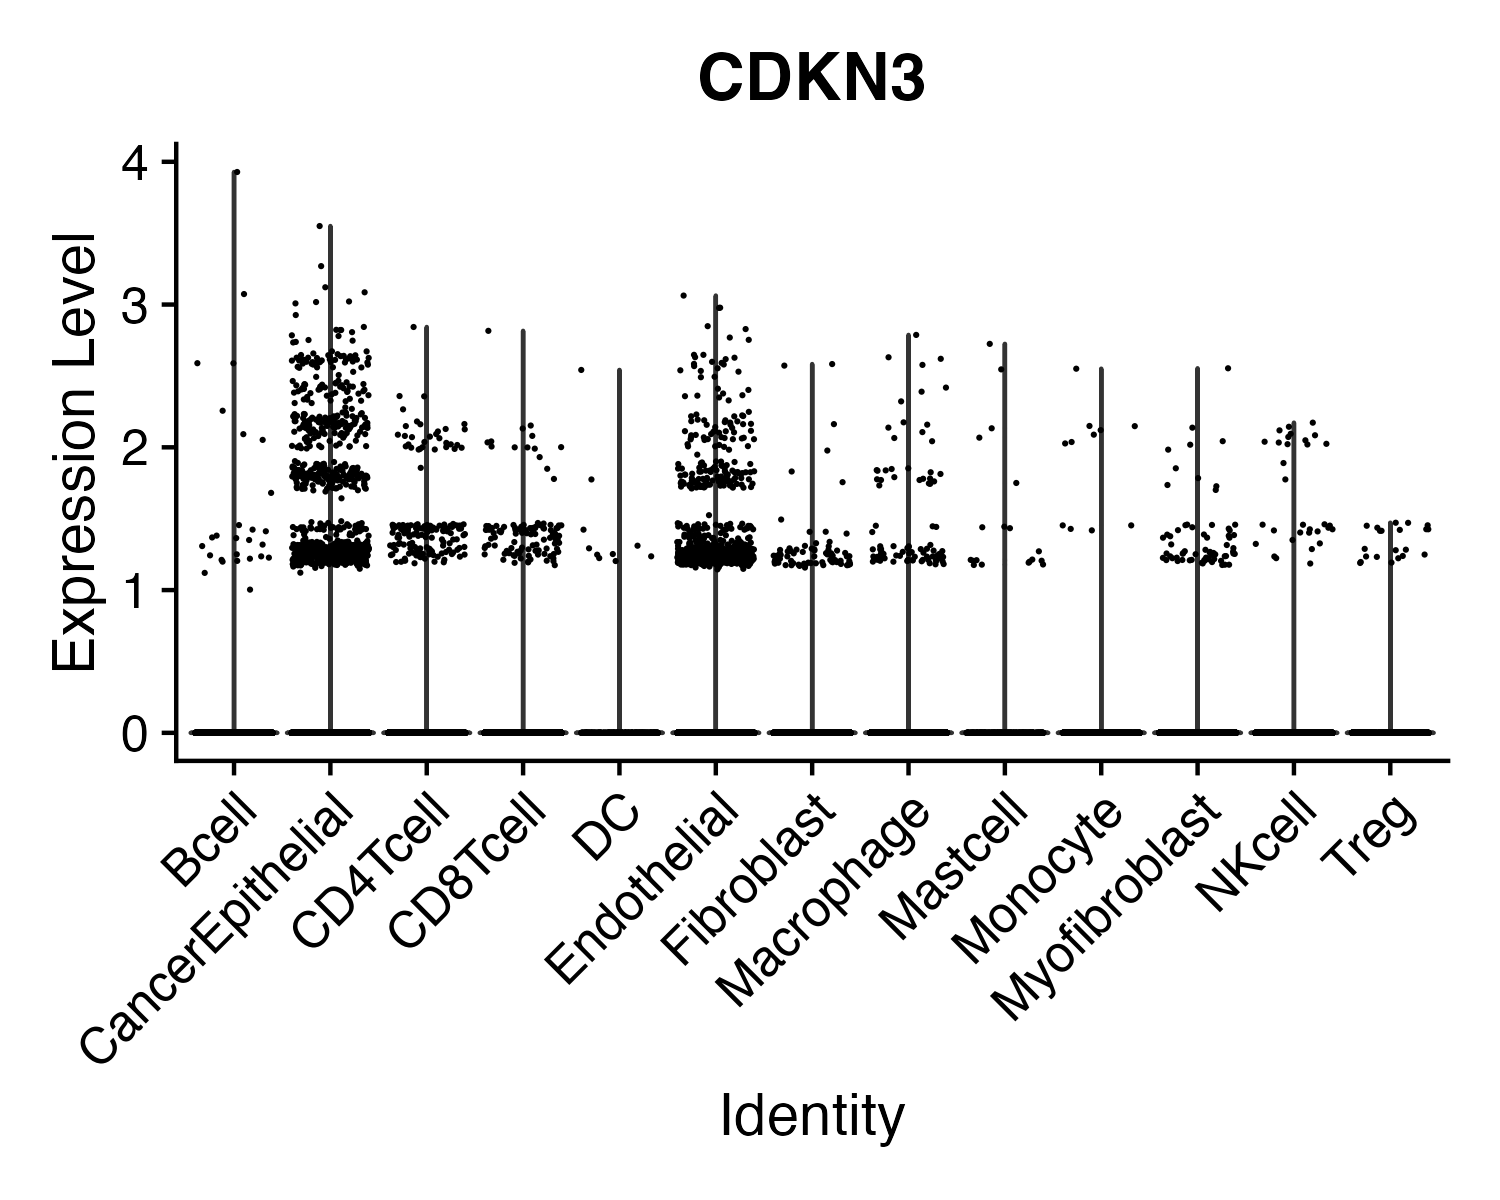 CDKN3
Expression Level
4
3
2
1
0
Bcell
CancerEpithelial
CD4Tcell
CD8Tcell
DC
Endothelial
Fibroblast
Macrophage
Mastcell
Monocyte
Myofibroblast
NKcell
Treg
Identity